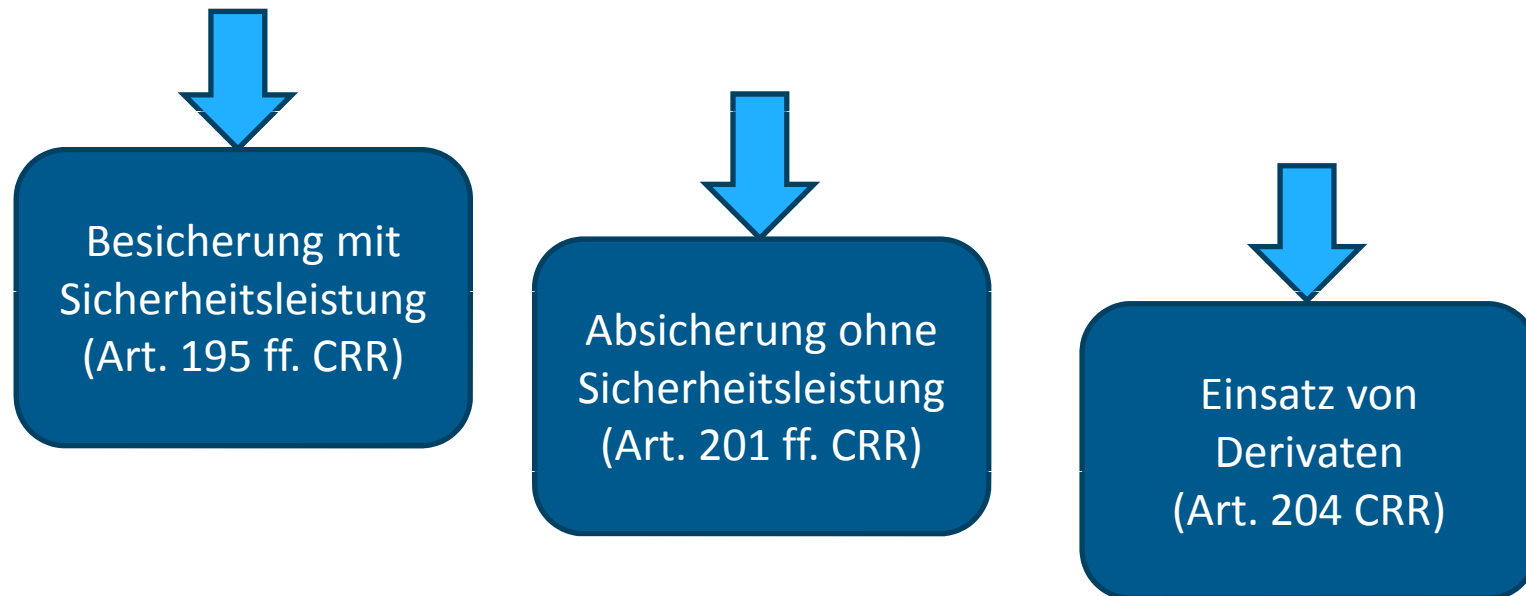 Besicherung mit
Sicherheitsleistung
(Art. 195 ff. CRR)
Absicherung ohne
Sicherheitsleistung
(Art. 201 ff. CRR)
Einsatz von
Derivaten
(Art. 204 CRR)